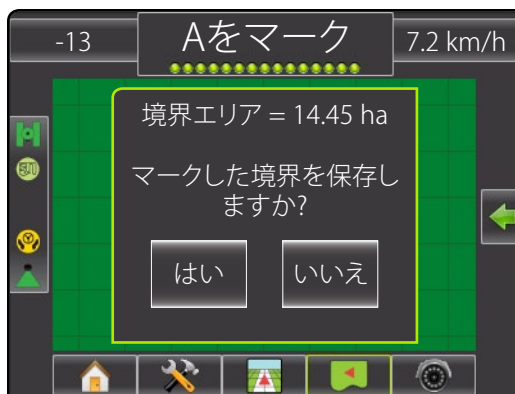 -13
Aをマーク
7.2 km/h
境界エリア = 14.45 ha
マークした境界を保存し
ますか?
はい
いいえ